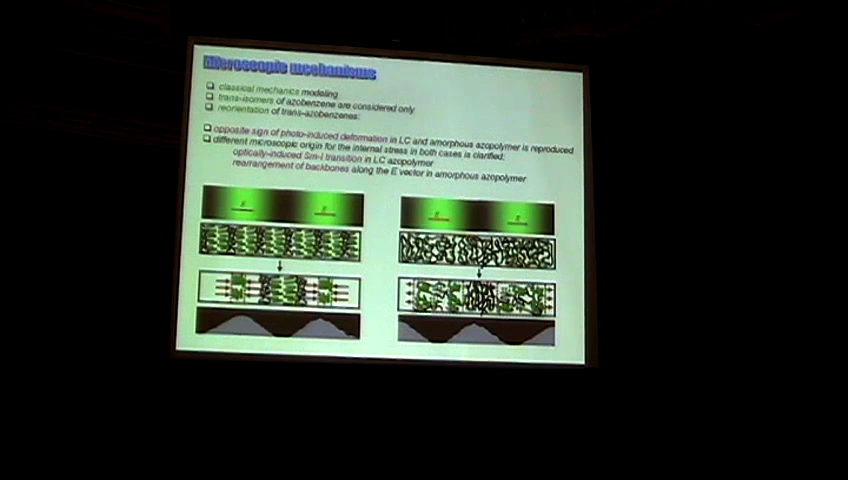 Microscopic mechanisms
❑ classical mechanics modeling
❑ trans-isomers of azobenzene are considered only
❑ reorientation of trans-azobenzenes:
❑ opposite sign of photo-induced deformation in LC and amorphous azopolymer is reproduced
❑ different microscopic origin for the internal stress in both cases is clarified:
optically-induced Sm-I transition in LC azopolymer
rearrangement of backbones along the E vector in amorphous azopolymer
E E E E